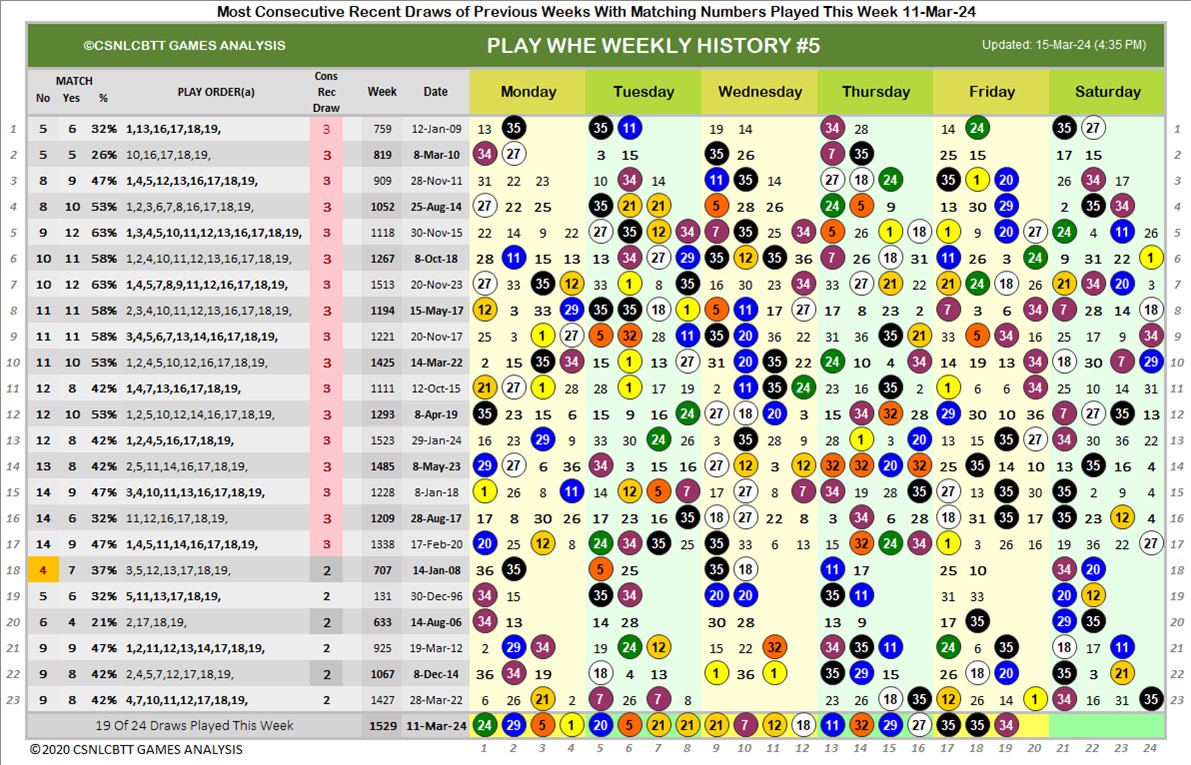 Most Consecutive Recent Draws of Previous Weeks With Matching Numbers Played This Week 11-Mar-24
©CSNLCBTT GAMES ANALYSIS PLAY WHE WEEKLY HISTORY #5 Updated: 15-Mar-24 (4:35 PM)
MATCH Cons
No Yes % PLAY ORDER(a) Rec Week Date Monday Tuesday Wednesday Thursday Friday Saturday
Draw
1 5 6 32% 1,13,16,17,18,19, 3 759 12-Jan-09 13 35 35 11 19 14 34 28 14 24 35 27 1
2 5 5 26% 10,16,17,18,19, 3 819 8-Mar-10 34 27 3 15 35 26 7 35 25 15 17 15 2
3 8 9 47% 1,4,5,12,13,16,17,18,19, 3 909 28-Nov-11 31 22 23 10 34 14 11 35 14 27 18 24 35 1 20 26 34 17 3
4 8 10 53% 1,2,3,6,7,8,16,17,18,19, 3 1052 25-Aug-14 27 22 25 35 21 21 5 28 26 24 5 9 13 30 29 2 35 34 4
5 9 12 63% 1,3,4,5,10,11,12,13,16,17,18,19, 3 1118 30-Nov-15 22 14 9 22 27 35 12 34 7 35 25 34 5 26 1 18 1 9 20 27 24 4 11 26 5
6 10 11 58% 1,2,4,10,11,12,13,16,17,18,19, 3 1267 8-Oct-18 28 11 15 13 13 34 27 29 35 12 35 36 7 26 18 31 11 26 3 24 9 31 22 1 6
7 10 12 63% 1,4,5,7,8,9,11,12,16,17,18,19, 3 1513 20-Nov-23 27 33 35 12 33 1 8 35 16 30 23 34 33 27 21 22 21 24 18 26 21 34 20 3 7
8 11 11 58% 2,3,4,10,11,12,13,16,17,18,19, 3 1194 15-May-17 12 3 33 29 35 35 18 1 5 11 17 27 17 8 23 2 7 3 6 34 7 28 14 18 8
9 11 11 58% 3,4,5,6,7,13,14,16,17,18,19, 3 1221 20-Nov-17 25 3 1 27 5 32 28 11 35 20 36 22 31 36 35 21 33 5 34 16 25 9 9 34 9
10 11 10 53% 1,2,4,5,10,12,16,17,18,19, 3 1425 14-Mar-22 2 15 35 34 15 1 13 27 31 20 35 12 24 10 4 34 14 19 13 34 18 30 7 29 10
11 12 8 42% 1,4,7,13,16,17,18,19, 3 1111 12-Oct-15 21 27 1 28 28 1 17 19 2 11 35 24 23 16 35 2 1 6 6 34 25 10 14 31 11
12 12 10 53% 1,2,5,10,12,14,16,17,18,19, 3 1293 8-Apr-19 35 23 15 6 15 9 16 24 27 18 20 3 15 34 32 28 29 30 10 36 7 27 35 13 12
13 12 8 42% 1,2,4,5,16,17,18,19, 3 1523 29-Jan-24 16 23 29 9 33 30 24 26 3 35 28 9 28 1 3 20 13 15 35 27 34 30 36 22 13
14 13 8 42% 2,5,11,14,16,17,18,19, 3 1485 8-May-23 29 27 6 36 34 3 15 16 27 12 3 12 32 32 20 32 25 35 14 10 13 35 16 4 14
15 14 9 47% 3,4,10,11,13,16,17,18,19, 3 1228 8-Jan-18 1 26 8 11 14 12 5 7 17 27 8 7 34 19 28 35 27 13 35 30 35 2 9 4 15
16 14 6 32% 11,12,16,17,18,19, 3 1209 28-Aug-17 17 8 30 26 17 23 16 35 18 27 22 8 3 34 6 28 18 31 35 17 35 23 12 4 16
17 14 9 47% 1,4,5,11,14,16,17,18,19, 3 1338 17-Feb-20 20 25 12 8 24 34 35 25 35 33 6 13 15 32 24 34 1 3 26 16 19 36 22 27 17
18 4 7 37% 2,5,12,13,17,18,19, 2 707 14-Jan-08 36 35 5 25 35 18 11 17 25 10 34 20 18
19 5 6 32% 5,11,13,17,18,19, 2 131 30-Dec-96 34 15 35 34 20 20 35 11 31 33 20 12 19
20 6 4 21% 2,17,18,19, 2 633 14-Aug-06 34 13 14 28 30 28 13 9 17 35 29 35 20
21 9 9 47% 1,2,11,12,13,14,17,18,19, 2 925 19-Mar-12 2 29 34 19 24 12 15 22 32 34 35 11 24 6 35 18 17 11 21
22 9 8 42% 2,4,5,12,12,17,18,19, 2 1067 8-Dec-14 36 34 19 18 4 13 1 36 1 35 29 15 26 18 20 35 3 21 22
23 9 8 42% 4,7,10,11,12,17,18,19, 2 1427 28-Mar-22 6 26 21 2 7 26 7 8 23 26 18 35 12 26 14 1 34 16 31 35 23
19 Of 24 Draws Played This Week 1529 11-Mar-24 24 29 5 1 20 5 21 21 21 7 12 18 11 32 29 27 35 35 34
©2020 CSNLCBTT GAMES ANALYSIS 1 2 3 4 5 6 7 8 9 10 11 12 13 14 15 16 17 18 19 20 21 22 23 24